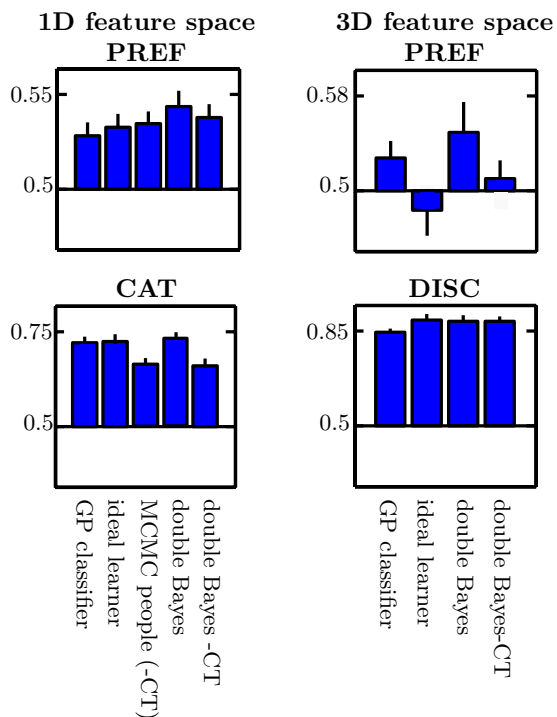 1D feature space
PREF
0.55
0.5
3D feature space
PREF
0.58
0.5
CAT
0.75
0.5
DISC
0.85
0.5
GP classifier
ideal learner
MCMC people (-CT)
double Bayes
double Bayes -CT
GP classifier
ideal learner
double Bayes
double Bayes-CT